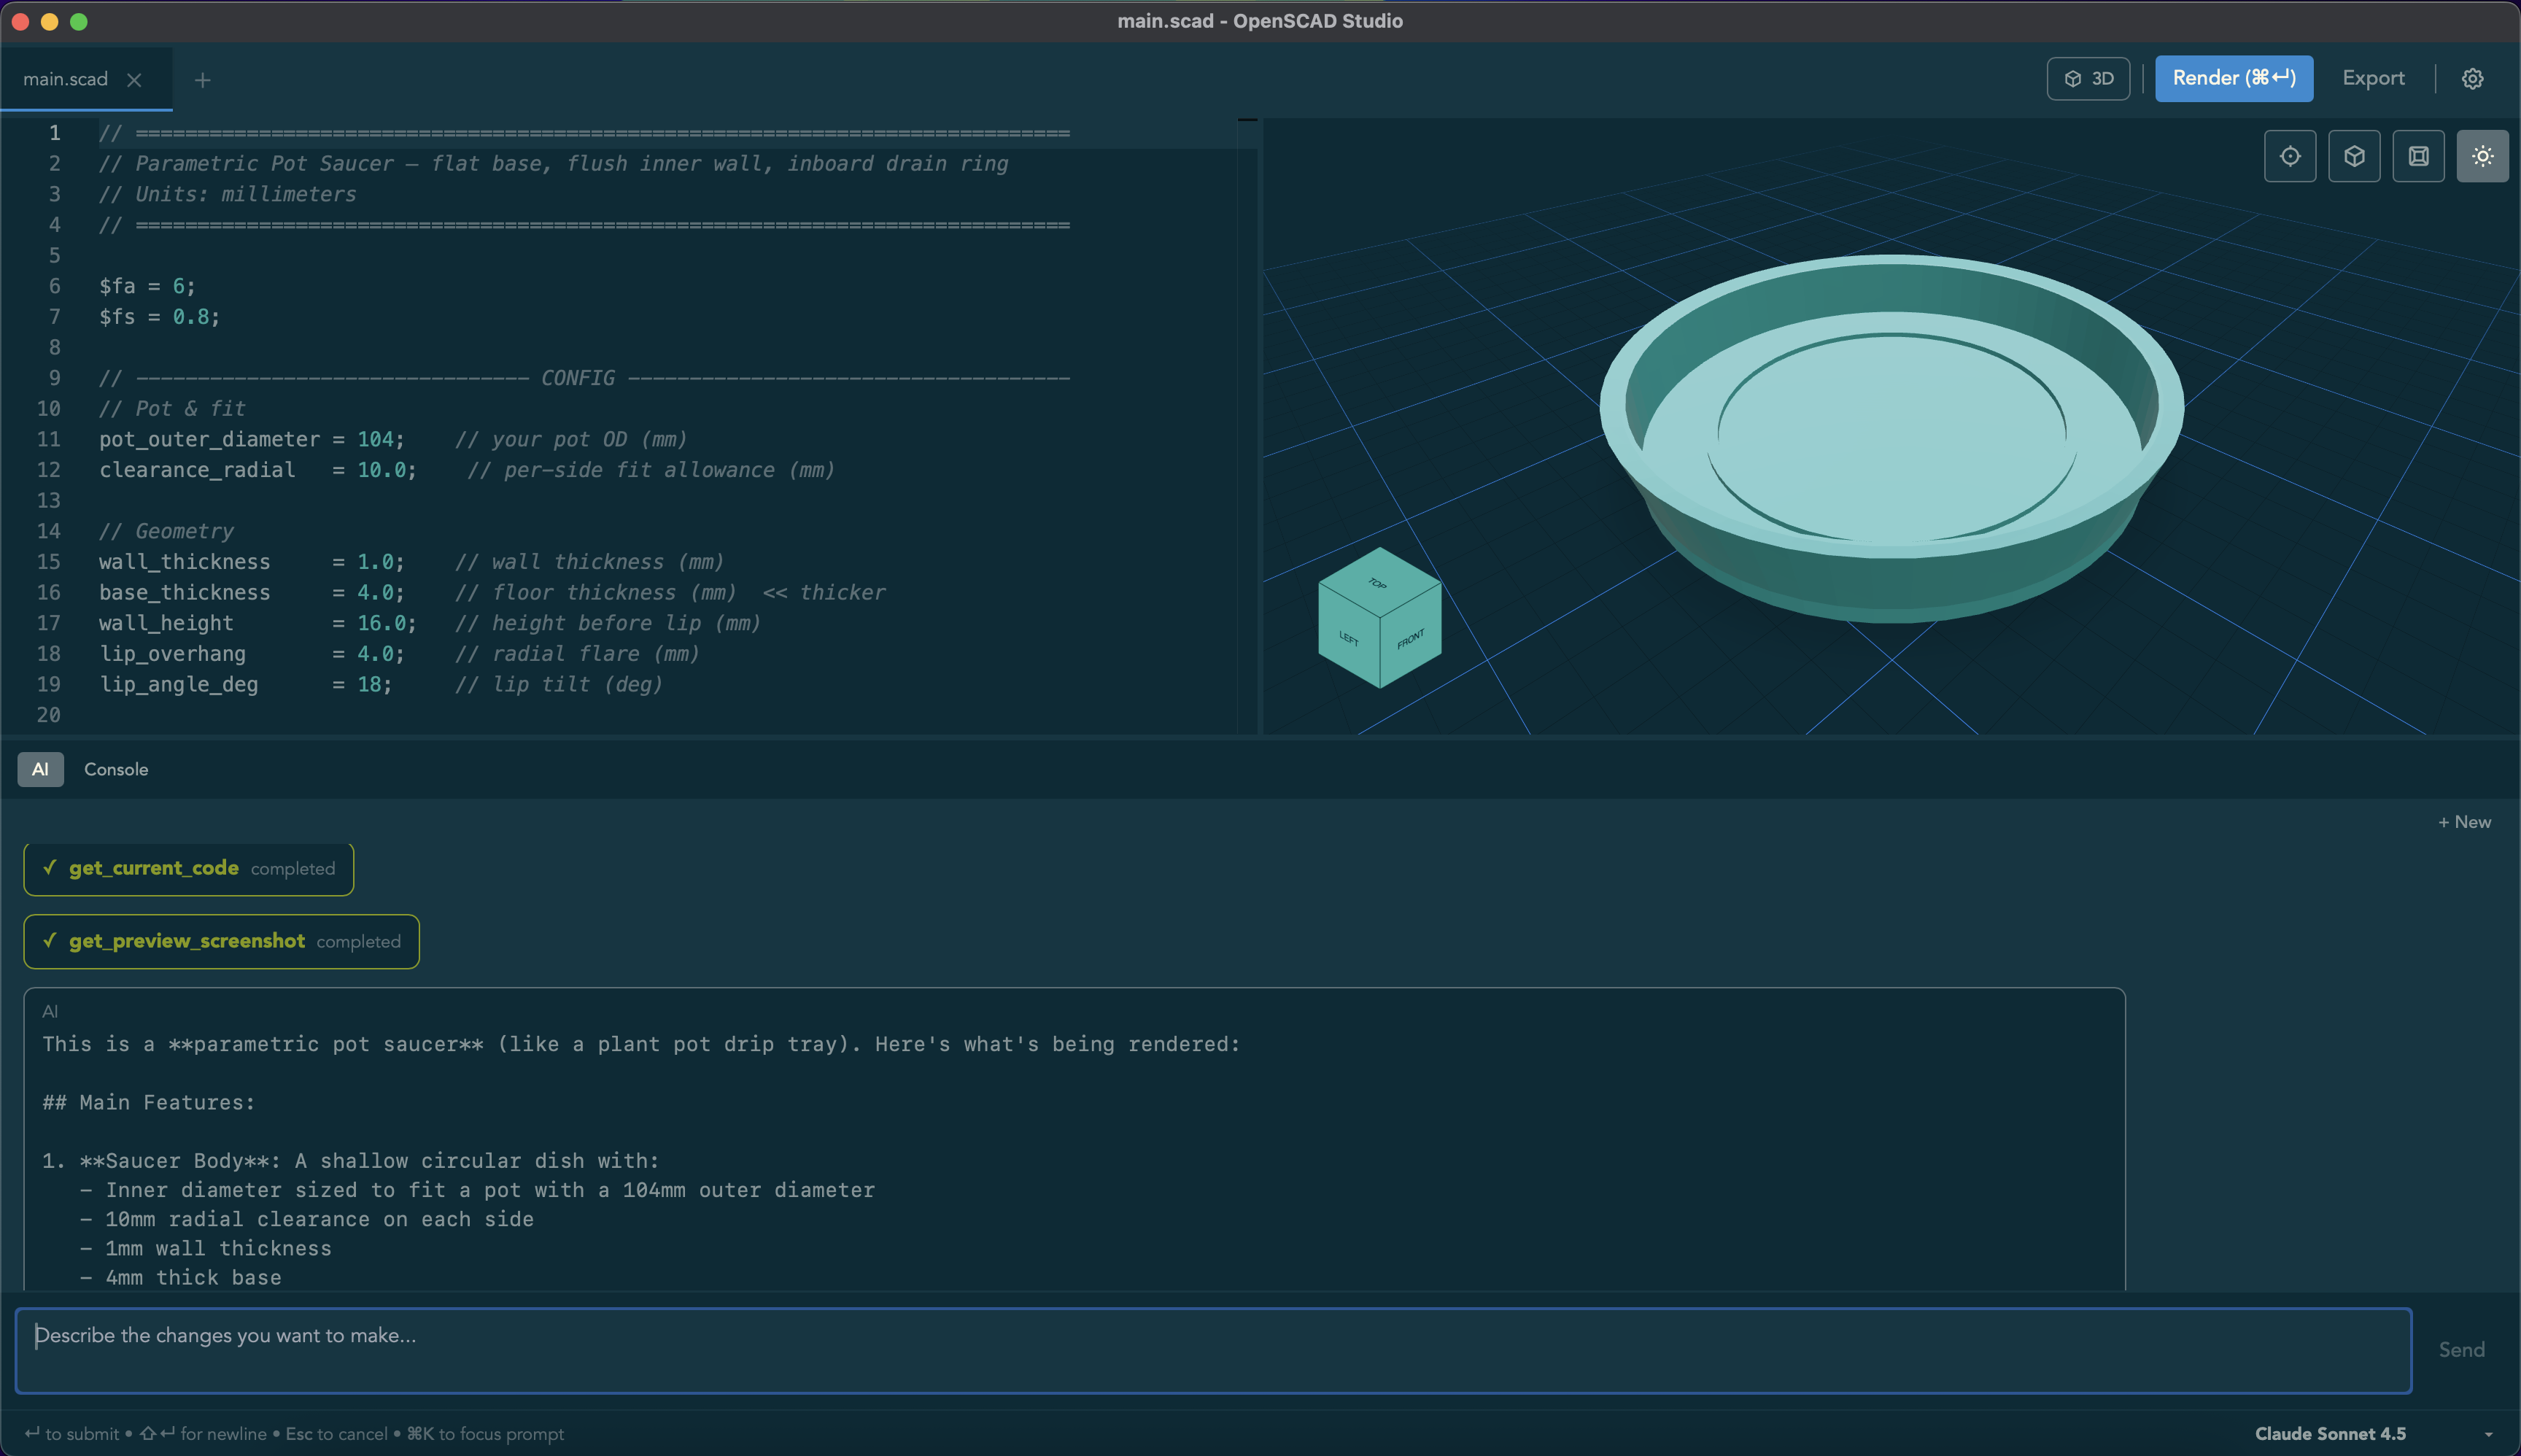 main.scad - OpenSCAD Studio
main.scad
3D
Render (⌘↵)
Export
1 // =============================================================================
2 // Parametric Pot Saucer — flat base, flush inner wall, inboard drain ring
3 // Units: millimeters
4 // =============================================================================
5
6 $fa = 6;
7 $fs = 0.8;
8
9 // -------------------------------- CONFIG ------------------------------------
10 // Pot & fit
11 pot_outer_diameter = 104; // your pot OD (mm)
12 clearance_radial = 10.0; // per-side fit allowance (mm)
13
14 // Geometry
15 wall_thickness = 1.0; // wall thickness (mm)
16 base_thickness = 4.0; // floor thickness (mm) << thicker
17 wall_height = 16.0; // height before lip (mm)
18 lip_overhang = 4.0; // radial flare (mm)
19 lip_angle_deg = 18; // lip tilt (deg)
20
TOP
LEFT
FRONT
AI
Console
+ New
✓ get_current_code completed
✓ get_preview_screenshot completed
AI
This is a **parametric pot saucer** (like a plant pot drip tray). Here's what's being rendered:
## Main Features:
1. **Saucer Body**: A shallow circular dish with:
- Inner diameter sized to fit a pot with a 104mm outer diameter
- 10mm radial clearance on each side
- 1mm wall thickness
- 4mm thick base
Describe the changes you want to make...
Send
↵ to submit • ⇧↵ for newline • Esc to cancel • ⌘K to focus prompt
Claude Sonnet 4.5